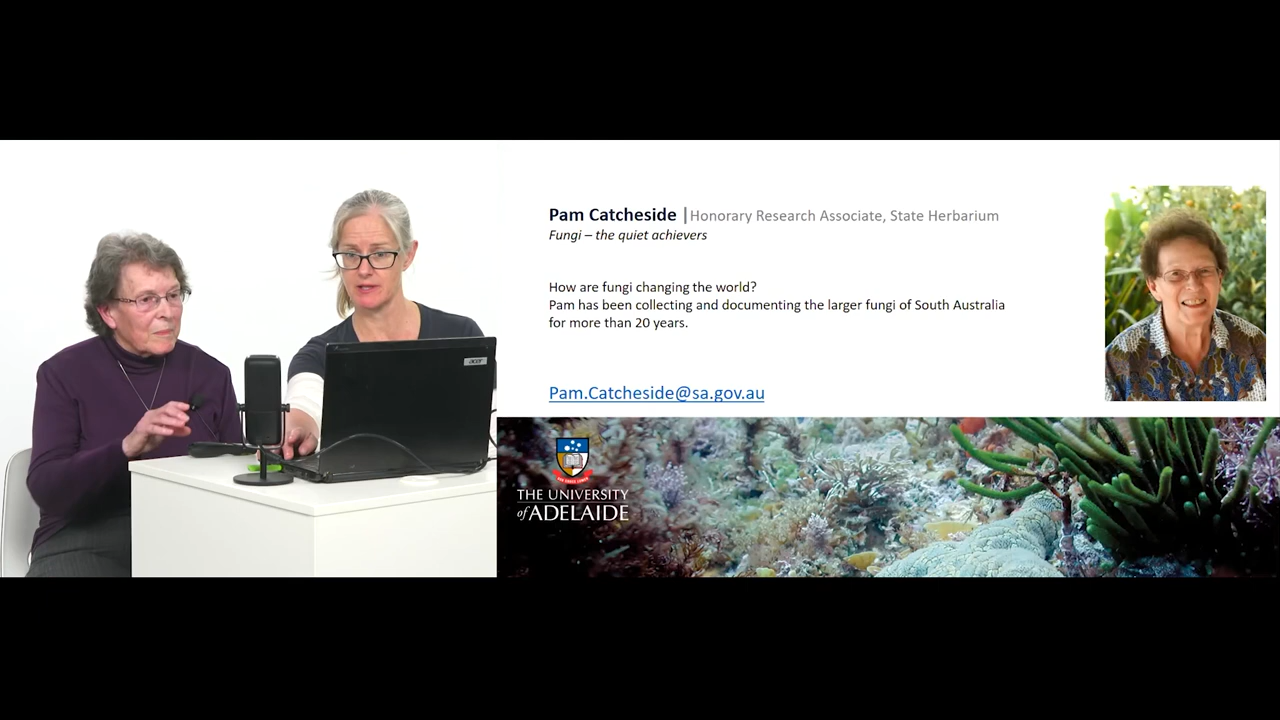 Pam Catcheside | Honorary Research Associate, State Herbarium
Fungi – the quiet achievers
How are fungi changing the world?
Pam has been collecting and documenting the larger fungi of South Australia
for more than 20 years.
Pam.Catcheside@sa.gov.au
acer
THE UNIVERSITY
of ADELAIDE